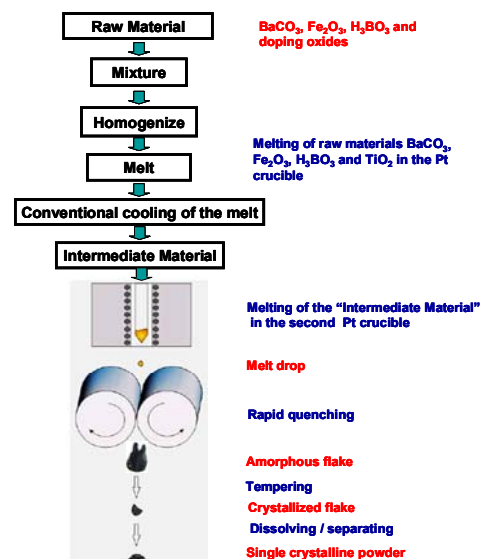 Raw Material
BaCO₃, Fe₂O₃, H₃BO₃ and
doping oxides
Mixture
Homogenize
Melting of raw materials BaCO₃,
Fe₂O₃, H₃BO₃ and TiO₂ in the Pt
crucible
Melt
Conventional cooling of the melt
Intermediate Material
Melting of the “Intermediate Material”
in the second Pt crucible
Melt drop
Rapid quenching
Amorphous flake
Tempering
Crystallized flake
Dissolving / separating
Single crystalline powder